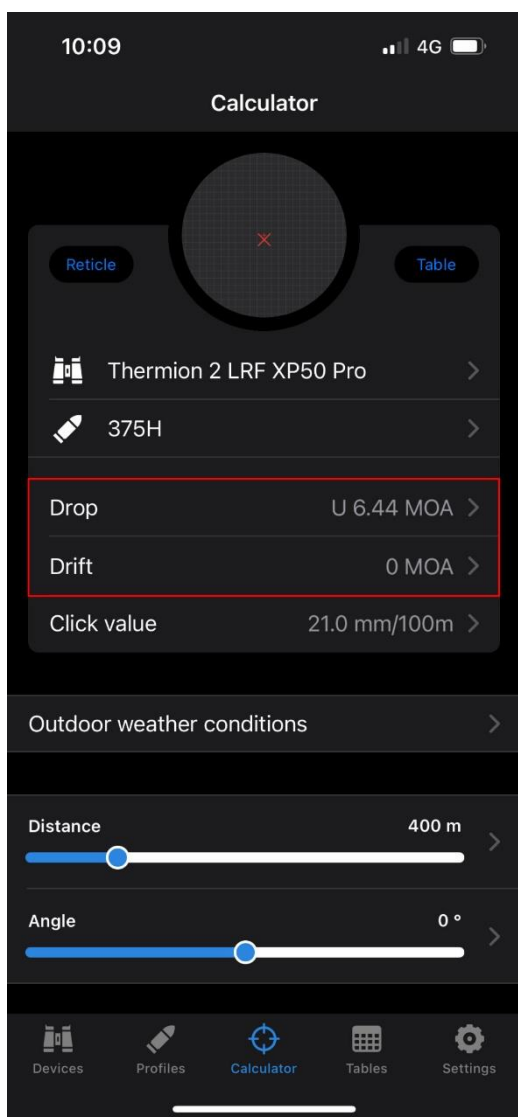 10:09
4G
Calculator
Reticle
Table
Thermion 2 LRF XP50 Pro
375H
Drop U 6.44 MOA
Drift 0 MOA
Click value 21.0 mm/100m
Outdoor weather conditions
Distance 400 m
Angle 0 °
Devices Profiles Calculator Tables Settings